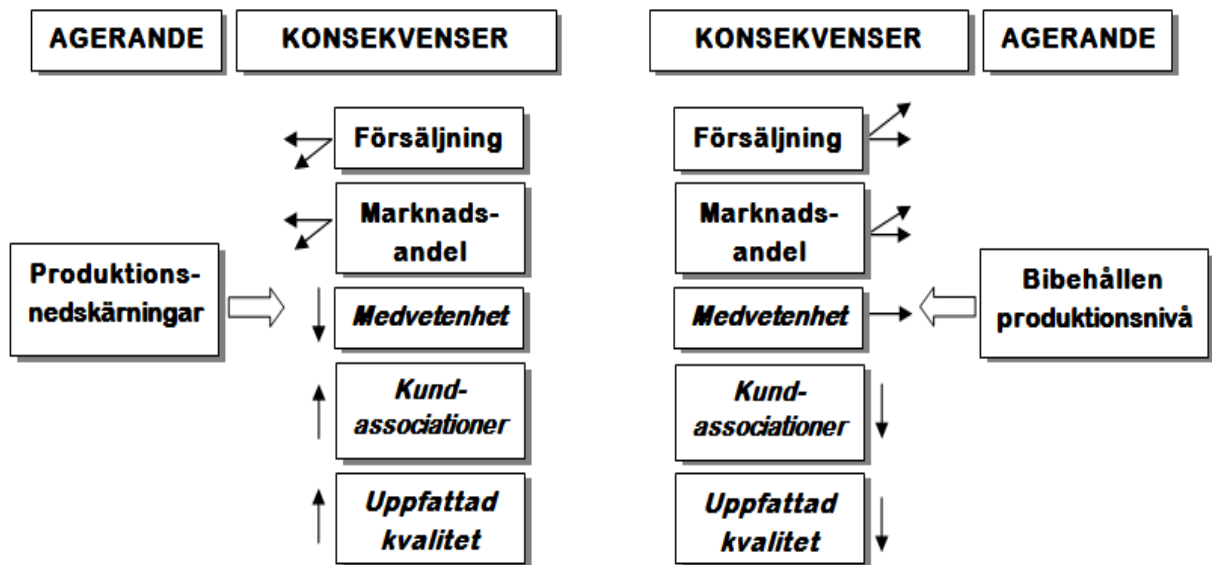 AGERANDE
KONSEKVENSER
KONSEKVENSER
AGERANDE
Försäljning
Marknads-
andel
Produktions-
nedskärningar
Medvetenhet
Kund-
associationer
Uppfattad
kvalitet
Försäljning
Marknads-
andel
Medvetenhet
Kund-
associationer
Uppfattad
kvalitet
Bibehållen
produktionsnivå